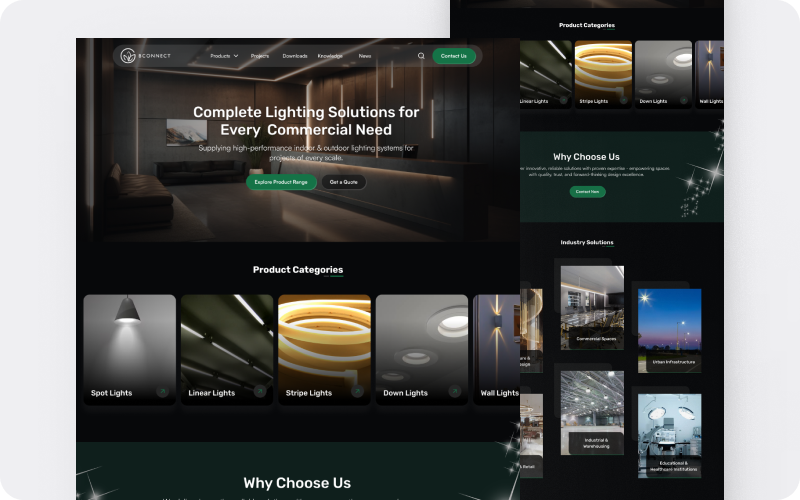 BCONNECT
Products
Projects
Downloads
Knowledge
News
Contact Us
Complete Lighting Solutions for
Every Commercial Need
Supplying high-performance indoor & outdoor lighting systems for
projects of every scale.
Explore Product Range
Get a Quote
Product Categories
Spot Lights
Linear Lights
Stripe Lights
Down Lights
Wall Lights
Why Choose Us
Product Categories
Linear Lights
Stripe Lights
Down Lights
Wall Lights
Why Choose Us
innovative, reliable solutions with proven expertise - empowering spaces
with quality, trust, and forward-thinking design excellence.
Contact Now
Industry Solutions
Commercial Spaces
Urban Infrastructure
Industrial &
Warehousing
Educational &
Healthcare Institutions
& Retail